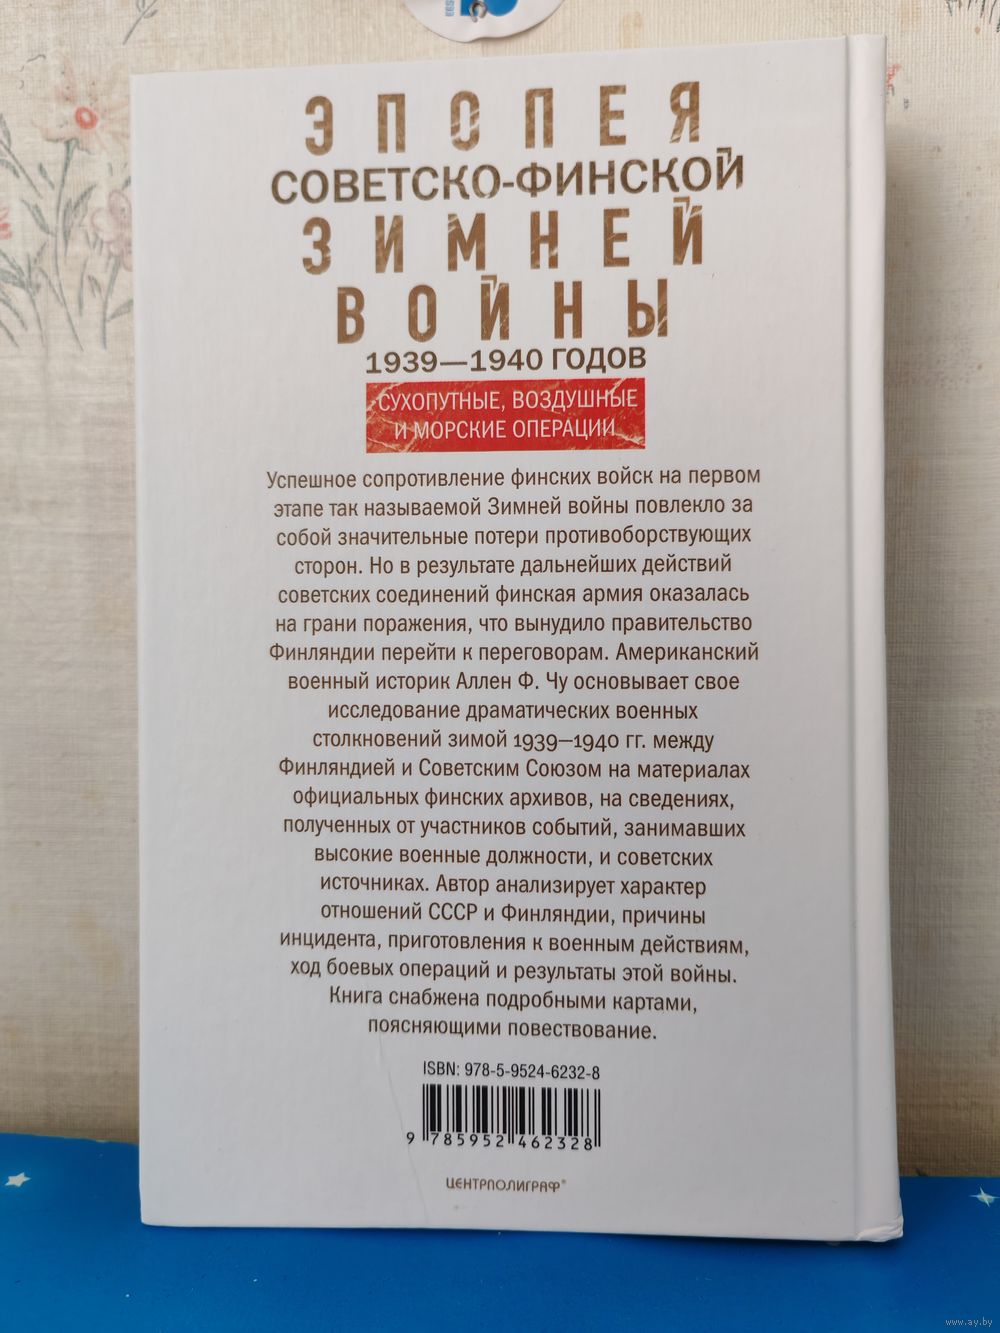 ЭПОПЕЯ
СОВЕТСКО-ФИНСКОЙ
ЗИМНЕЙ
ВОЙНЫ
1939—1940 ГОДОВ
СУХОПУТНЫЕ, ВОЗДУШНЫЕ
И МОРСКИЕ ОПЕРАЦИИ
Успешное сопротивление финских войск на первом
этапе так называемой Зимней войны повлекло за
собой значительные потери противоборствующих
сторон. Но в результате дальнейших действий
советских соединений финская армия оказалась
на грани поражения, что вынудило правительство
Финляндии перейти к переговорам. Американский
военный историк Аллен Ф. Чу основывает свое
исследование драматических военных
столкновений зимой 1939—1940 гг. между
Финляндией и Советским Союзом на материалах
официальных финских архивов, на сведениях,
полученных от участников событий, занимавших
высокие военные должности, и советских
источниках. Автор анализирует характер
отношений СССР и Финляндии, причины
инцидента, приготовления к военным действиям,
ход боевых операций и результаты этой войны.
Книга снабжена подробными картами,
поясняющими повествование.
ISBN: 978-5-9524-6232-8
9 785952 462328
ЦЕНТРПОЛИГРАФ®
www.ay.by